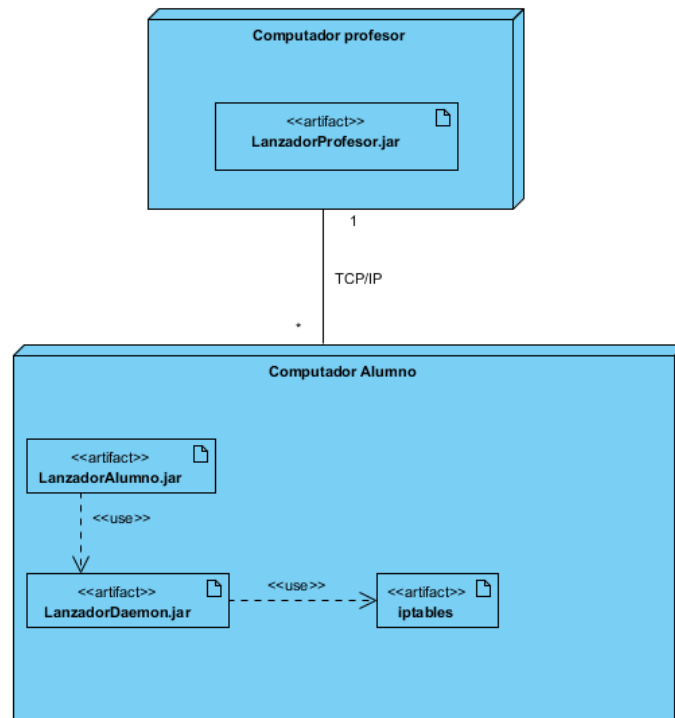 Computador profesor
<<artifact>>
LanzadorProfesor.jar
1
TCP/IP
*
Computador Alumno
<<artifact>>
LanzadorAlumno.jar
<<use>>
<<artifact>>
LanzadorDaemon.jar
<<use>>
<<artifact>>
iptables